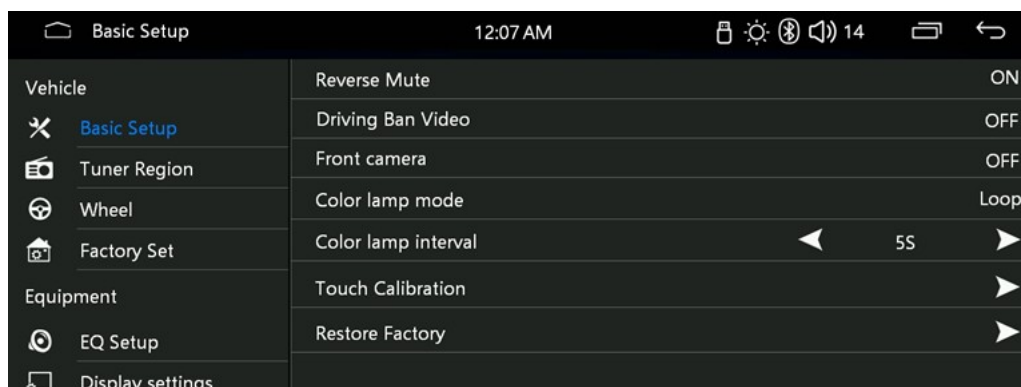 Basic Setup
12:07 AM
14
Vehicle
Basic Setup
Tuner Region
Wheel
Factory Set
Equipment
EQ Setup
Display settings
Reverse Mute ON
Driving Ban Video OFF
Front camera OFF
Color lamp mode Loop
Color lamp interval 5S
Touch Calibration
Restore Factory